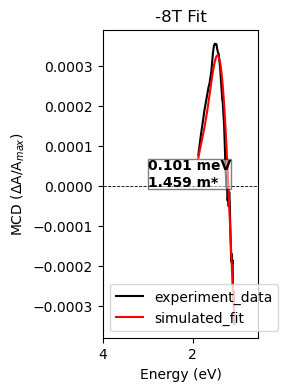 -8T Fit
MCD (ΔA/A_max)
0.0003
0.0002
0.0001
0.0000
−0.0001
−0.0002
−0.0003
0.101 meV
1.459 m*
experiment_data
simulated_fit
4
2
Energy (eV)